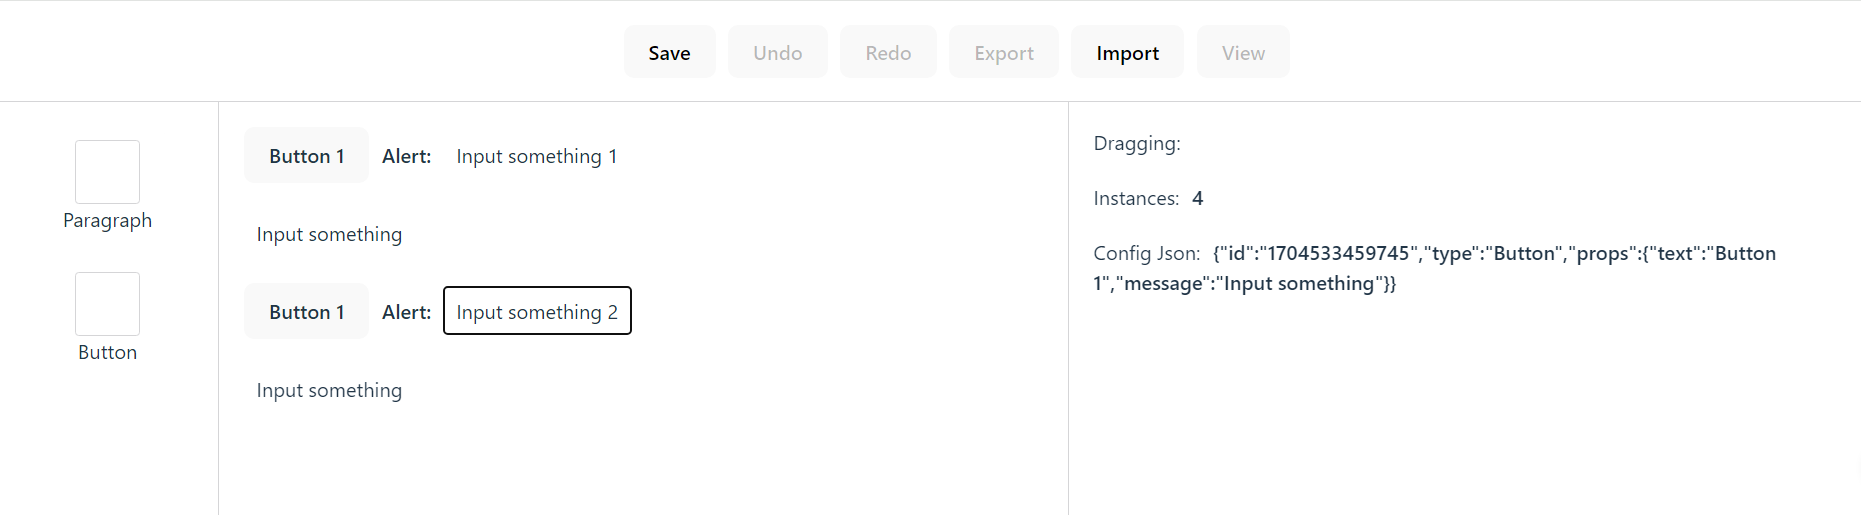 Save Undo Redo Export Import View
Paragraph
Button
Button 1 Alert: Input something 1
Input something
Button 1 Alert: Input something 2
Input something
Dragging:
Instances: 4
Config Json: {"id":"1704533459745","type":"Button","props":{"text":"Button
1","message":"Input something"}}